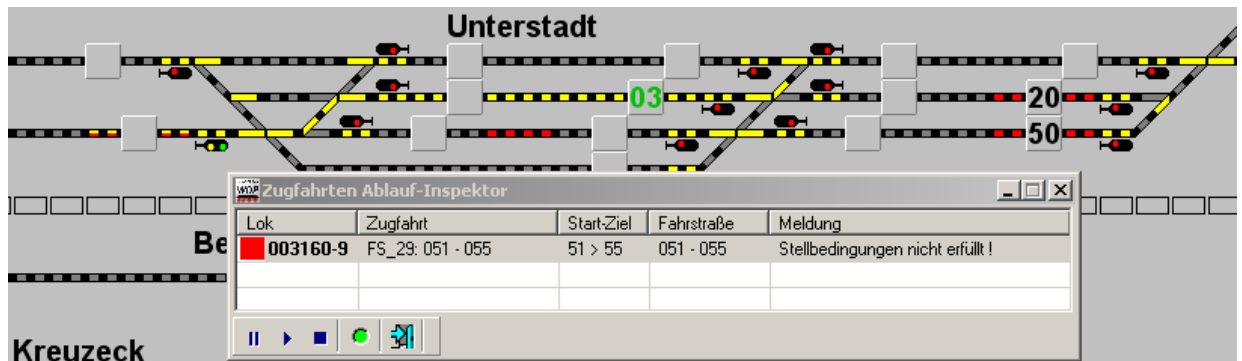 Unterstadt
03
20
50
Zugfahrten Ablauf-Inspektor
Lok Zugfahrt Start-Ziel Fahrstraße Meldung
003160-9 FS_29: 051 - 055 51 > 55 051 - 055 Stellbedingungen nicht erfüllt !
Be
Kreuzeck